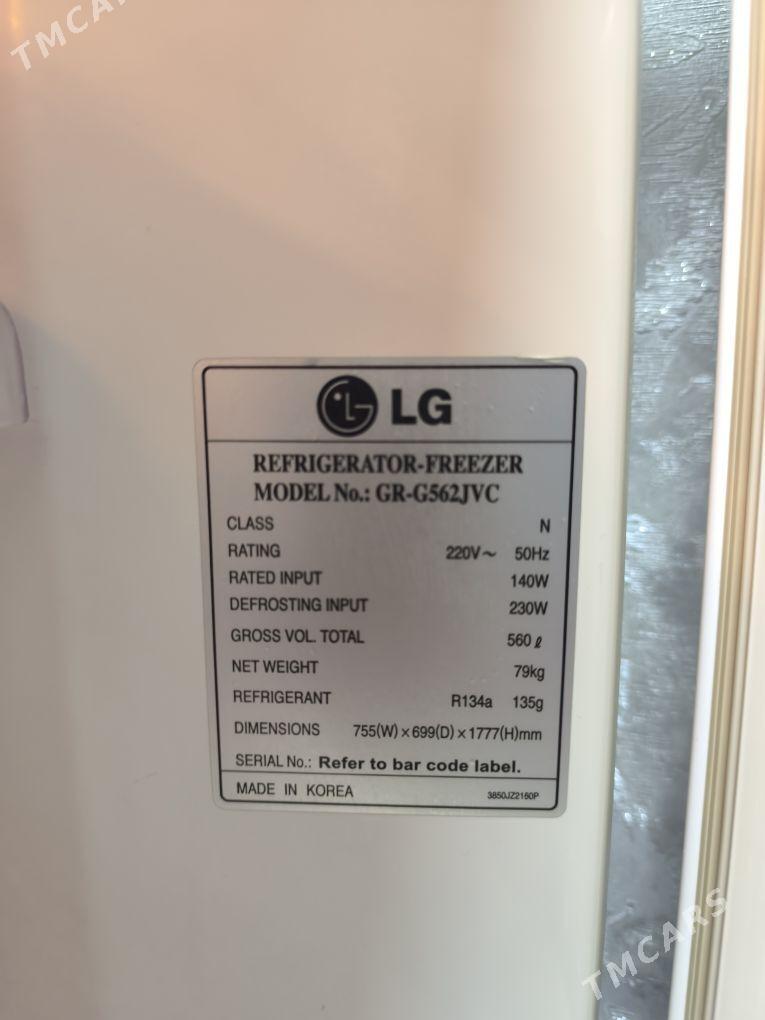 TMCARS
LG
REFRIGERATOR-FREEZER
MODEL No.: GR-G562JVC
CLASS N
RATING 220V~ 50Hz
RATED INPUT 140W
DEFROSTING INPUT 230W
GROSS VOL. TOTAL 560 ℓ
NET WEIGHT 79kg
REFRIGERANT R134a 135g
DIMENSIONS 755(W)×699(D)×1777(H)mm
SERIAL No.: Refer to bar code label.
MADE IN KOREA 3850JZ2160P
TMCARS